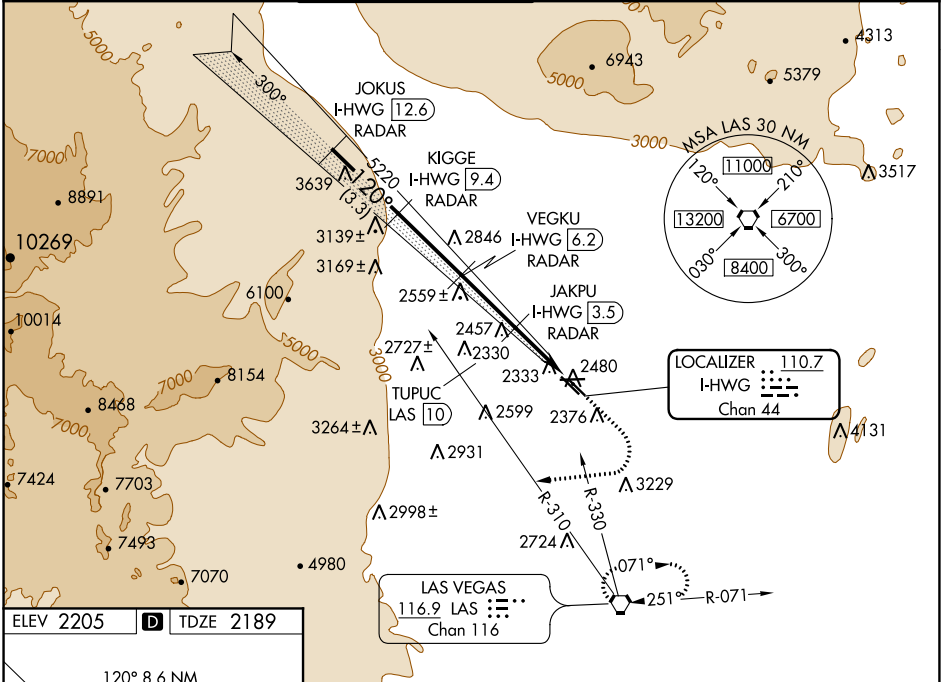 5000
4313
6943
5379
5000
300°
JOKUS
I-HWG 12.6
RADAR
3000
MSA LAS 30 NM
120°
11000
210°
13200
6700
030°
8400
300°
3517
7000
8891
5220
KIGGE
I-HWG 9.4
RADAR
3639
120°
(3.3)
3139±
2846
VEGKU
I-HWG 6.2
RADAR
10269
3169±
6100
2559±
JAKPU
I-HWG 3.5
RADAR
10014
5000
3000
2457
2727±
2330
2333
2480
LOCALIZER 110.7
I-HWG
Chan 44
7000
8154
TUPUC
LAS 10
8468
7000
2599
2376
3264±
2931
4131
7424
7703
3229
R-310
R-330
2998±
7493
2724
4980
7070
071°
LAS VEGAS
116.9 LAS
Chan 116
251°
R-071
ELEV 2205
D
TDZE 2189
120° 8.6 NM